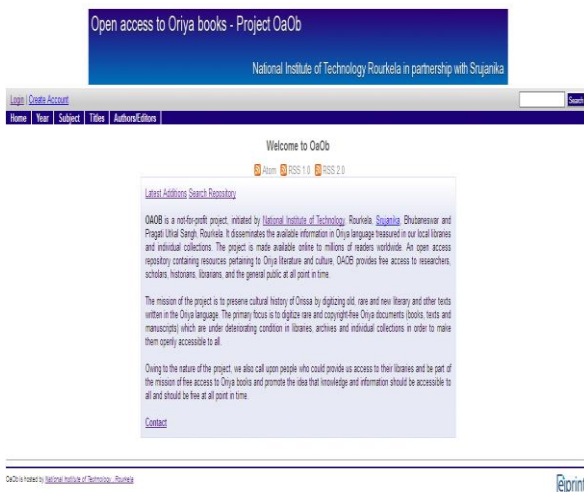 Open access to Oriya books - Project OaOb
National Institute of Technology Rourkela in partnership with Srujanika
Login | Create Account
Search
Home Year Subject Titles Authors/Editors
Welcome to OaOb
Atom RSS 1.0 RSS 2.0
Latest Additions Search Repository
OAOB is a not-for-profit project, initiated by National Institute of Technology, Rourkela, Srujanika, Bhubaneswar and
Pragati Utkal Sangh, Rourkela. It disseminates the available information in Oriya language treasured in our local libraries
and individual collections. The project is made available online to millions of readers worldwide. An open access
repository containing resources pertaining to Oriya literature and culture, OAOB provides free access to researchers,
scholars, historians, librarians, and the general public at all point in time.
The mission of the project is to preserve cultural history of Orissa by digitizing old, rare and new literary and other texts
written in the Oriya language. The primary focus is to digitize rare and copyright-free Oriya documents (books, texts and
manuscripts) which are under deteriorating condition in libraries, archives and individual collections in order to make
them openly accessible to all.
Owing to the nature of the project, we also call upon people who could provide us access to their libraries and be part of
the mission of free access to Oriya books and promote the idea that knowledge and information should be accessible to
all and should be free at all point in time.
Contact
OaOb is hosted by National Institute of Technology, Rourkela
eprint